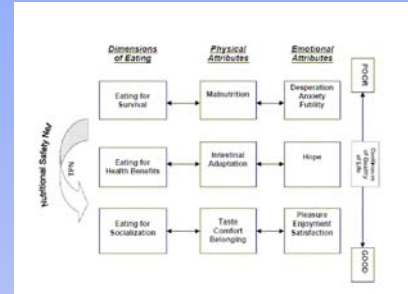 Dimensions
of Eating
Physical
Attributes
Emotional
Attributes
Eating for
Survival
Malnutrition
Desperation
Anxiety
Futility
Eating for
Health Benefits
Intestinal
Adaptation
Hope
Eating for
Socialization
Taste
Comfort
Belonging
Pleasure
Enjoyment
Satisfaction
Nutritional Safety Net
TPN
POOR
Continuum
of Quality
of Life
GOOD